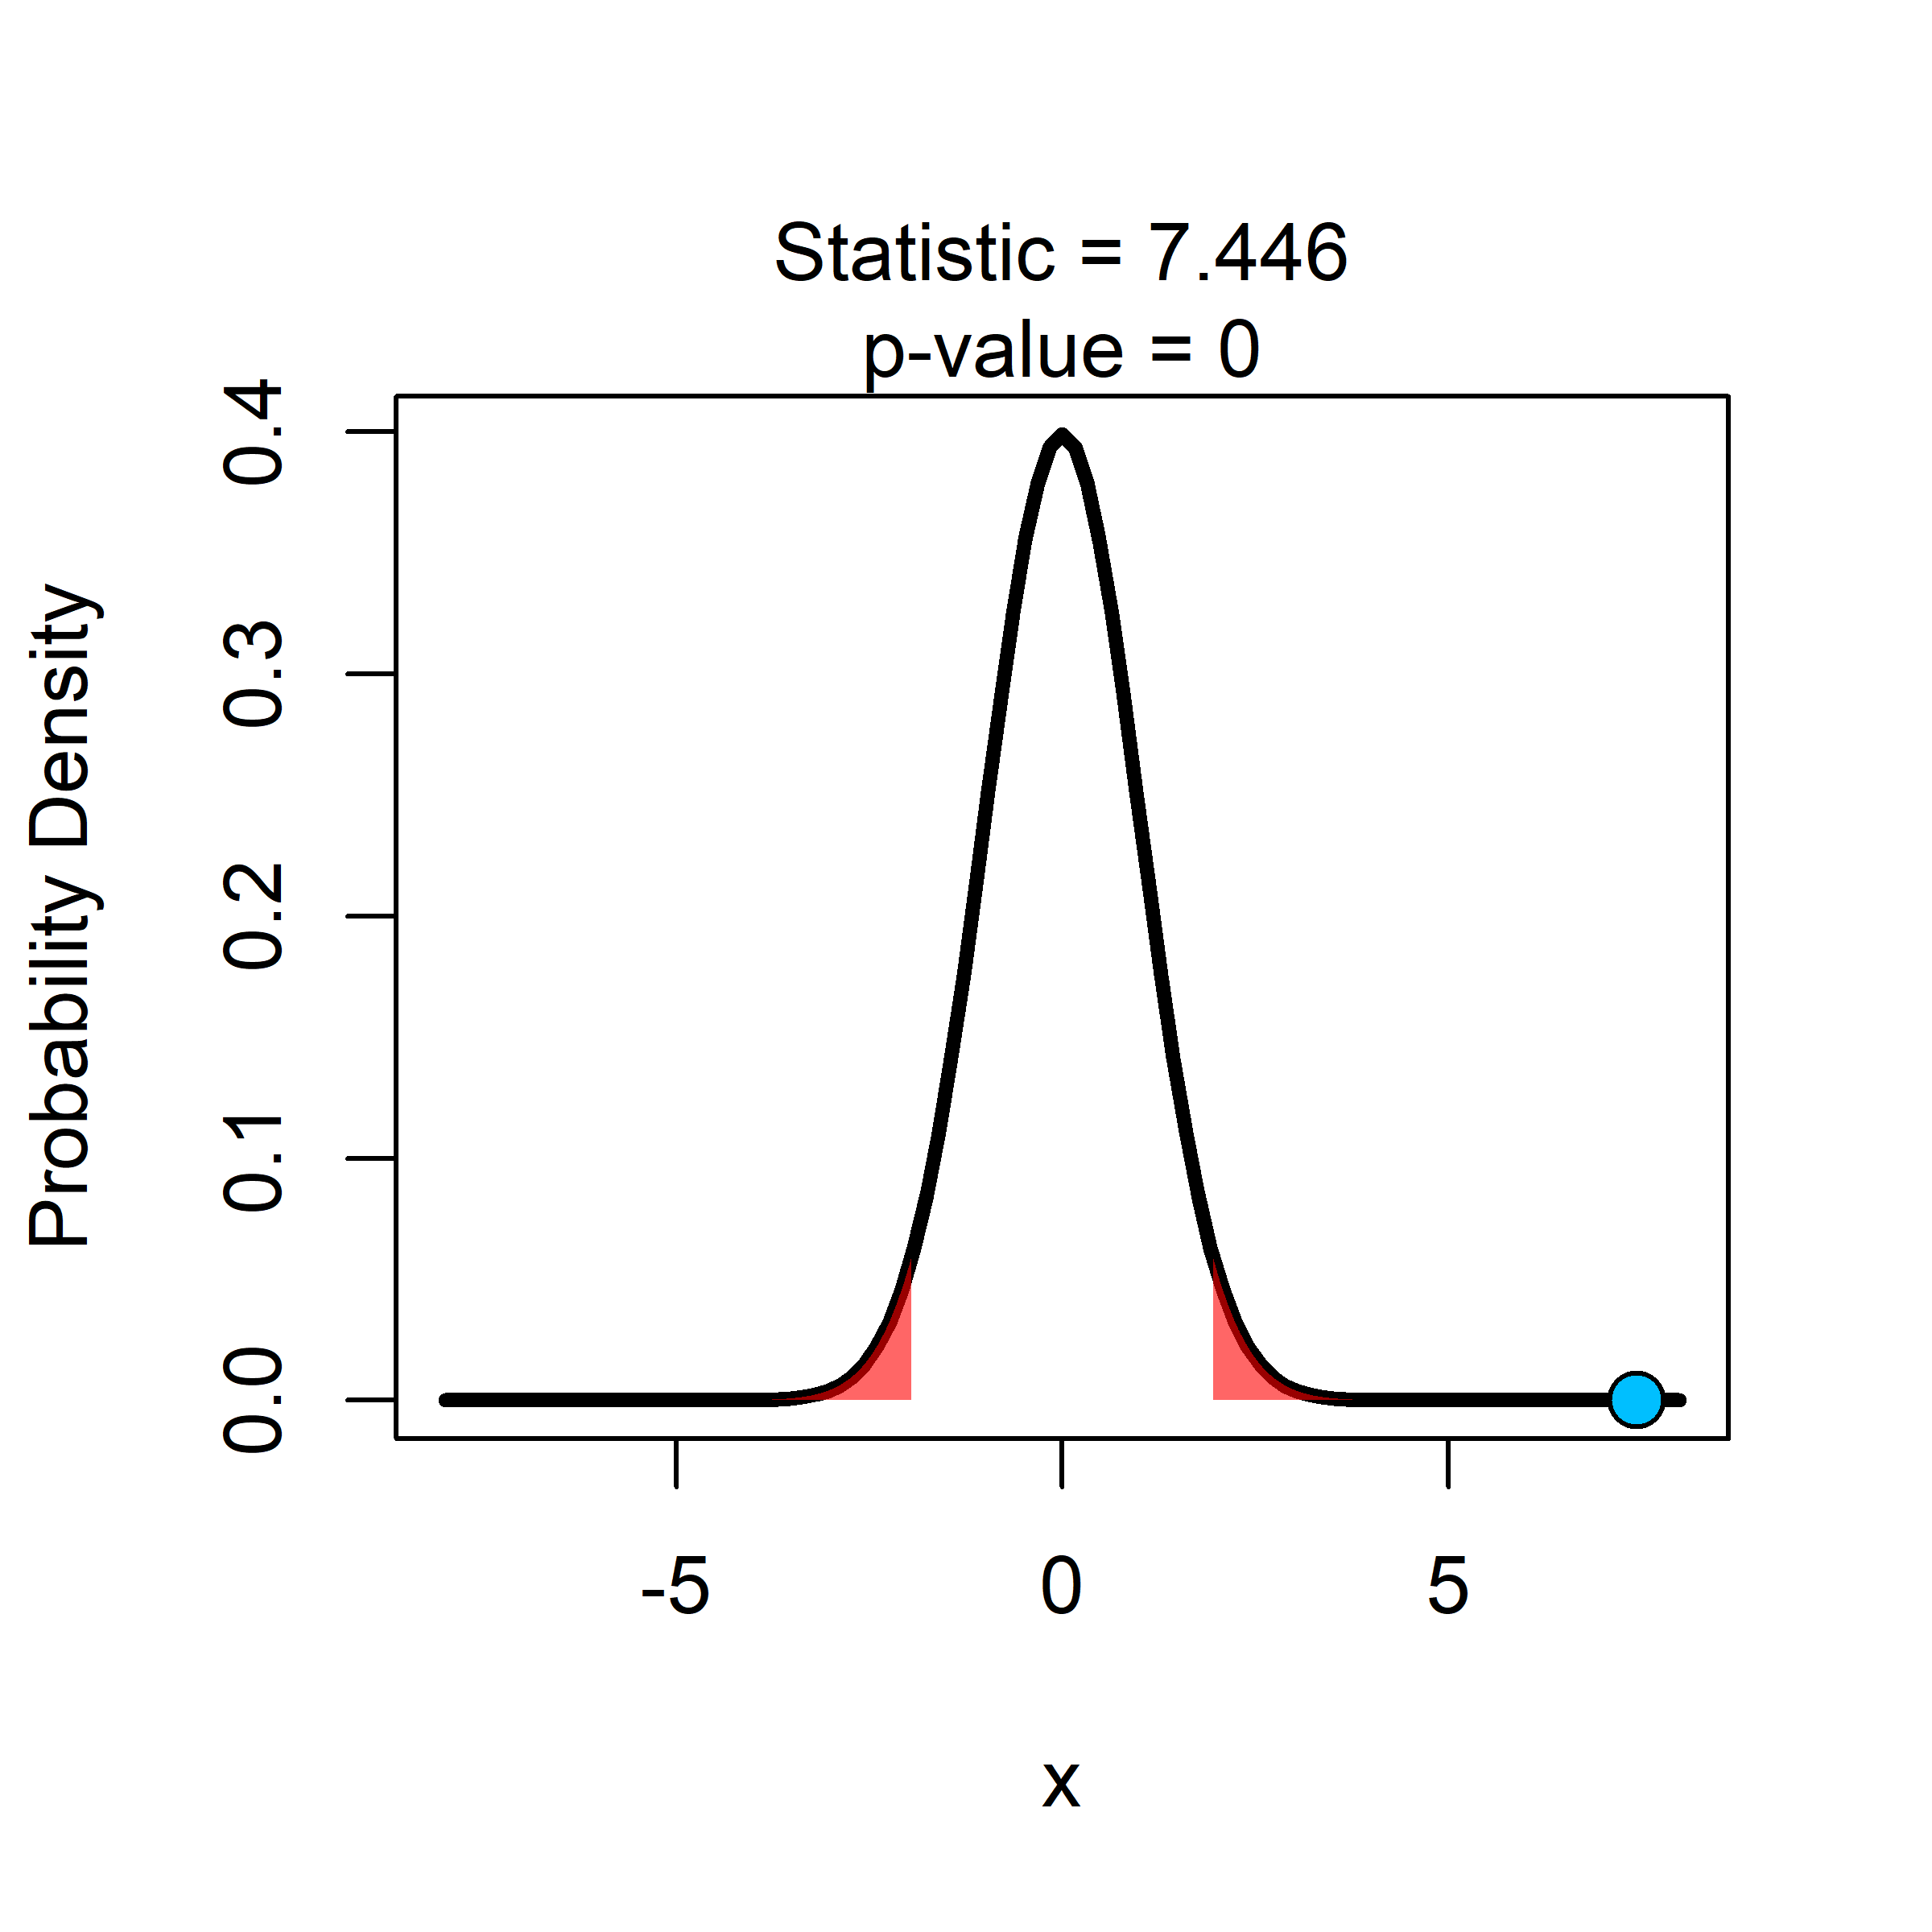 Statistic = 7.446
p-value = 0
Probability Density
0.4
0.3
0.2
0.1
0.0
-5 0 5
x